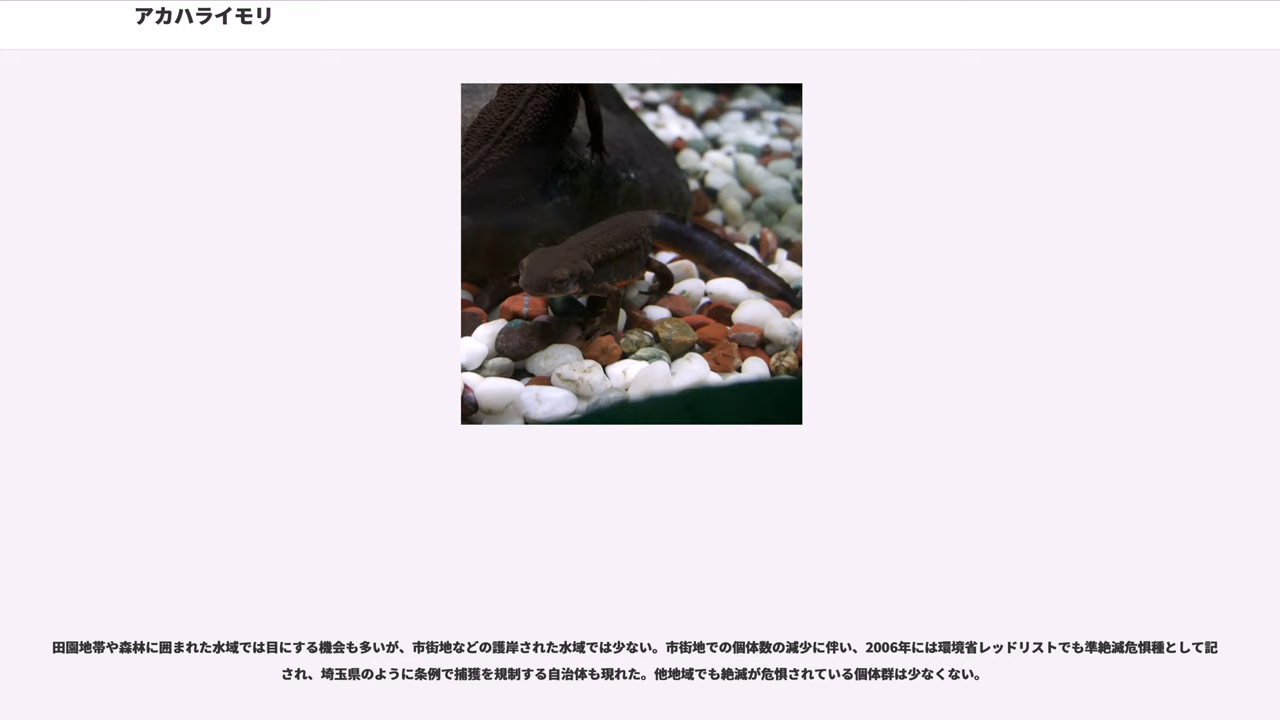 アカハライモリ
田園地帯や森林に囲まれた水域では目にする機会も多いが、市街地などの護岸された水域では少ない。市街地での個体数の減少に伴い、2006年には環境省レッドリストでも準絶滅危惧種として記
され、埼玉県のように条例で捕獲を規制する自治体も現れた。他地域でも絶滅が危惧されている個体群は少なくない。